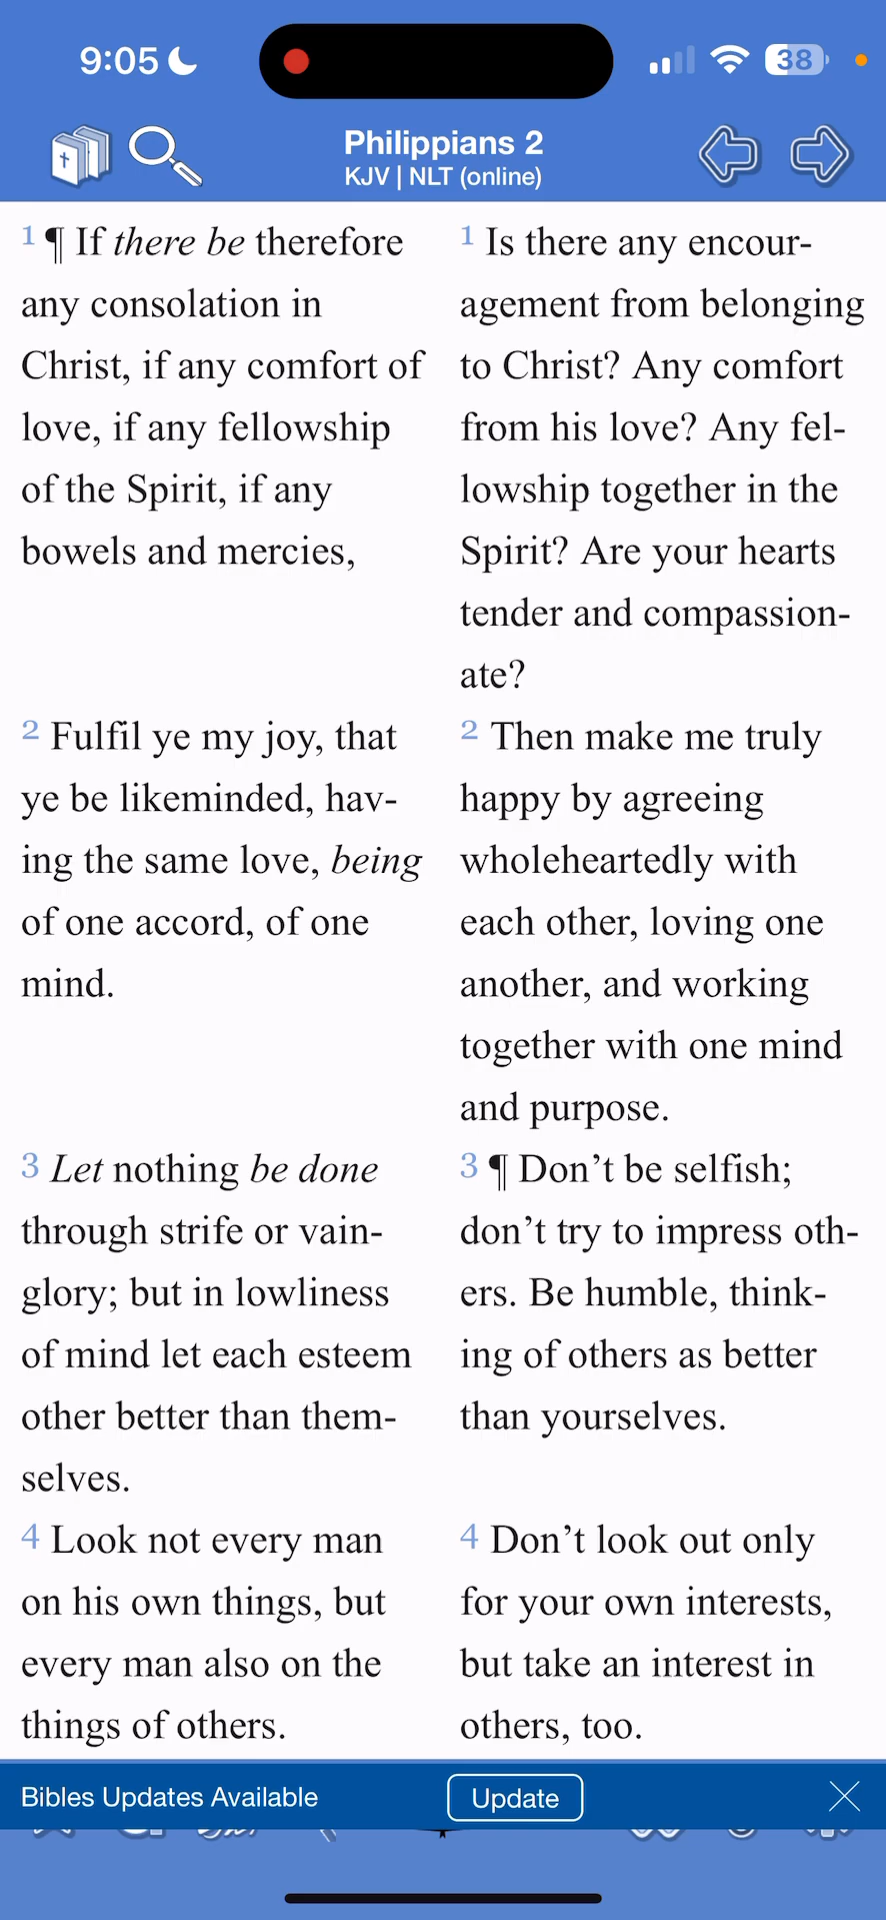 9:05
38
Philippians 2
KJV | NLT (online)
1 ¶ If there be therefore
any consolation in
Christ, if any comfort of
love, if any fellowship
of the Spirit, if any
bowels and mercies,
1 Is there any encour-
agement from belonging
to Christ? Any comfort
from his love? Any fel-
lowship together in the
Spirit? Are your hearts
tender and compassion-
ate?
2 Fulfil ye my joy, that
ye be likeminded, hav-
ing the same love, being
of one accord, of one
mind.
2 Then make me truly
happy by agreeing
wholeheartedly with
each other, loving one
another, and working
together with one mind
and purpose.
3 Let nothing be done
through strife or vain-
glory; but in lowliness
of mind let each esteem
other better than them-
selves.
3 ¶ Don’t be selfish;
don’t try to impress oth-
ers. Be humble, think-
ing of others as better
than yourselves.
4 Look not every man
on his own things, but
every man also on the
things of others.
4 Don’t look out only
for your own interests,
but take an interest in
others, too.
Bibles Updates Available
Update